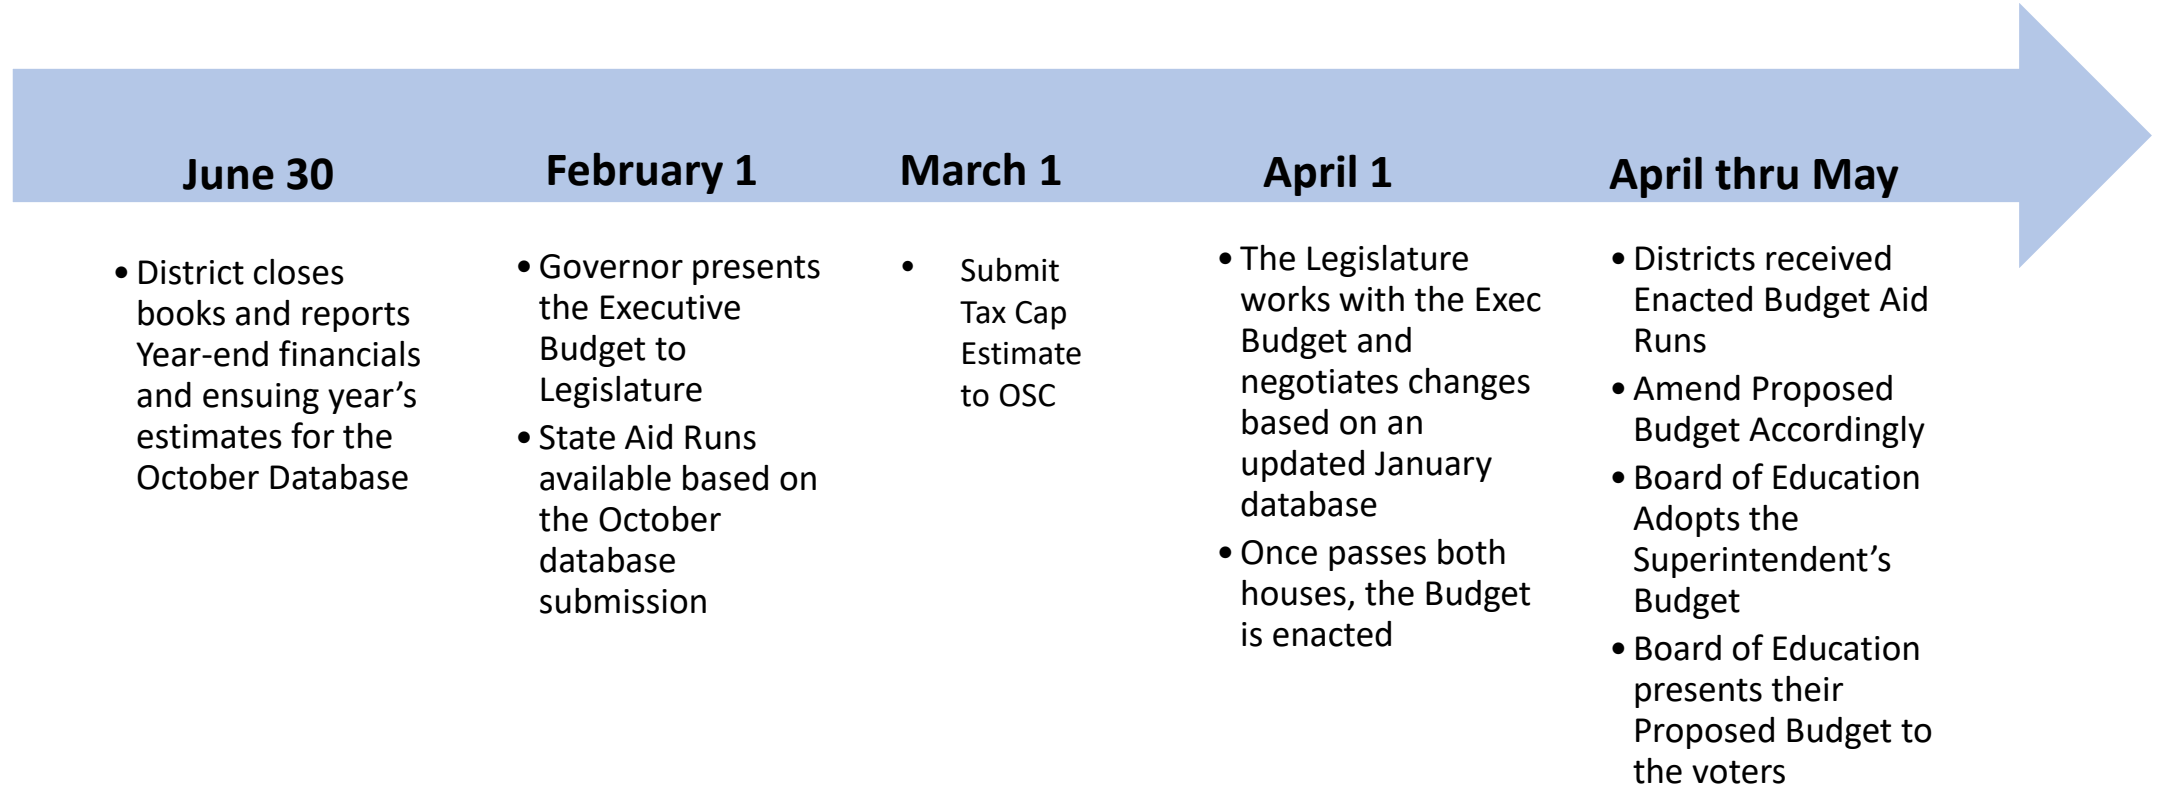 June 30
February 1
March 1
April 1
April thru May
• District closes
books and reports
Year-end financials
and ensuing year’s
estimates for the
October Database
• Governor presents
the Executive
Budget to
Legislature
• State Aid Runs
available based on
the October
database
submission
• Submit
Tax Cap
Estimate
to OSC
• The Legislature
works with the Exec
Budget and
negotiates changes
based on an
updated January
database
• Once passes both
houses, the Budget
is enacted
• Districts received
Enacted Budget Aid
Runs
• Amend Proposed
Budget Accordingly
• Board of Education
Adopts the
Superintendent’s
Budget
• Board of Education
presents their
Proposed Budget to
the voters